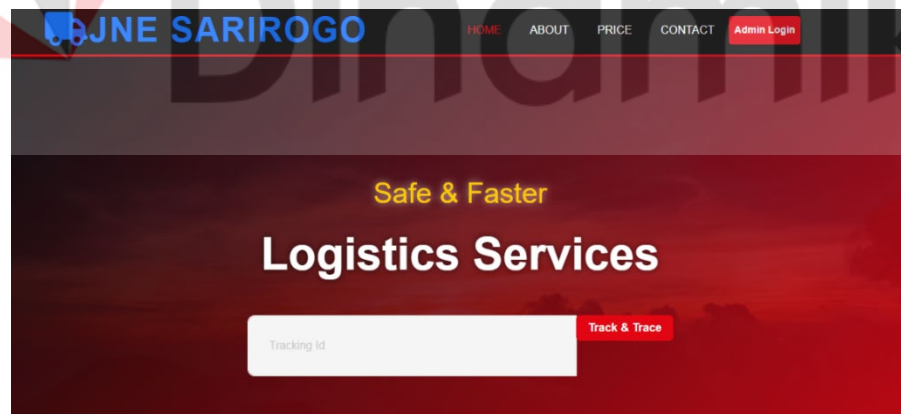 JNE SARIROGO
HOME ABOUT PRICE CONTACT Admin Login
Safe & Faster
Logistics Services
Tracking Id Track & Trace